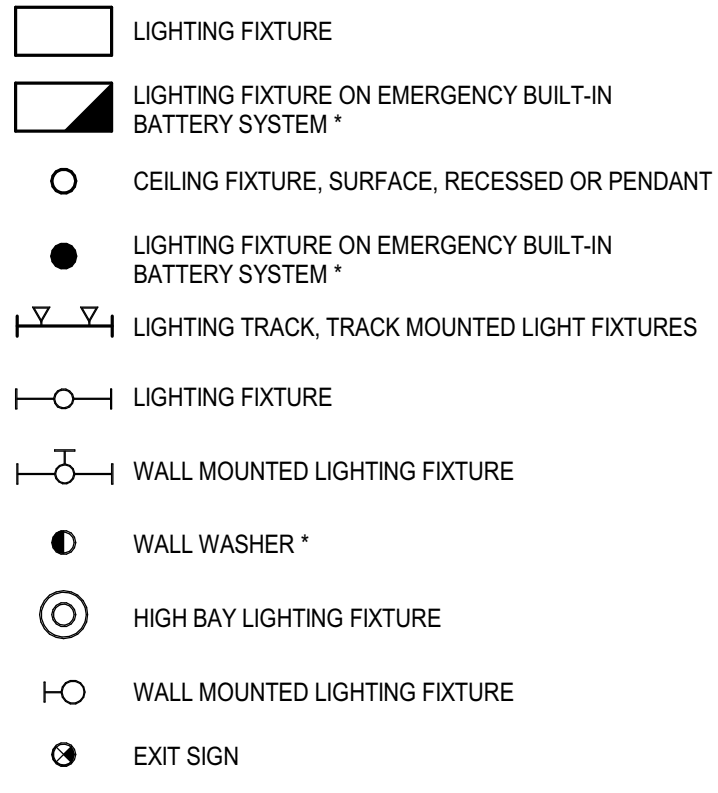 LIGHTING FIXTURE
LIGHTING FIXTURE ON EMERGENCY BUILT-IN
BATTERY SYSTEM *
CEILING FIXTURE, SURFACE, RECESSED OR PENDANT
LIGHTING FIXTURE ON EMERGENCY BUILT-IN
BATTERY SYSTEM *
LIGHTING TRACK, TRACK MOUNTED LIGHT FIXTURES
LIGHTING FIXTURE
WALL MOUNTED LIGHTING FIXTURE
WALL WASHER *
HIGH BAY LIGHTING FIXTURE
WALL MOUNTED LIGHTING FIXTURE
EXIT SIGN